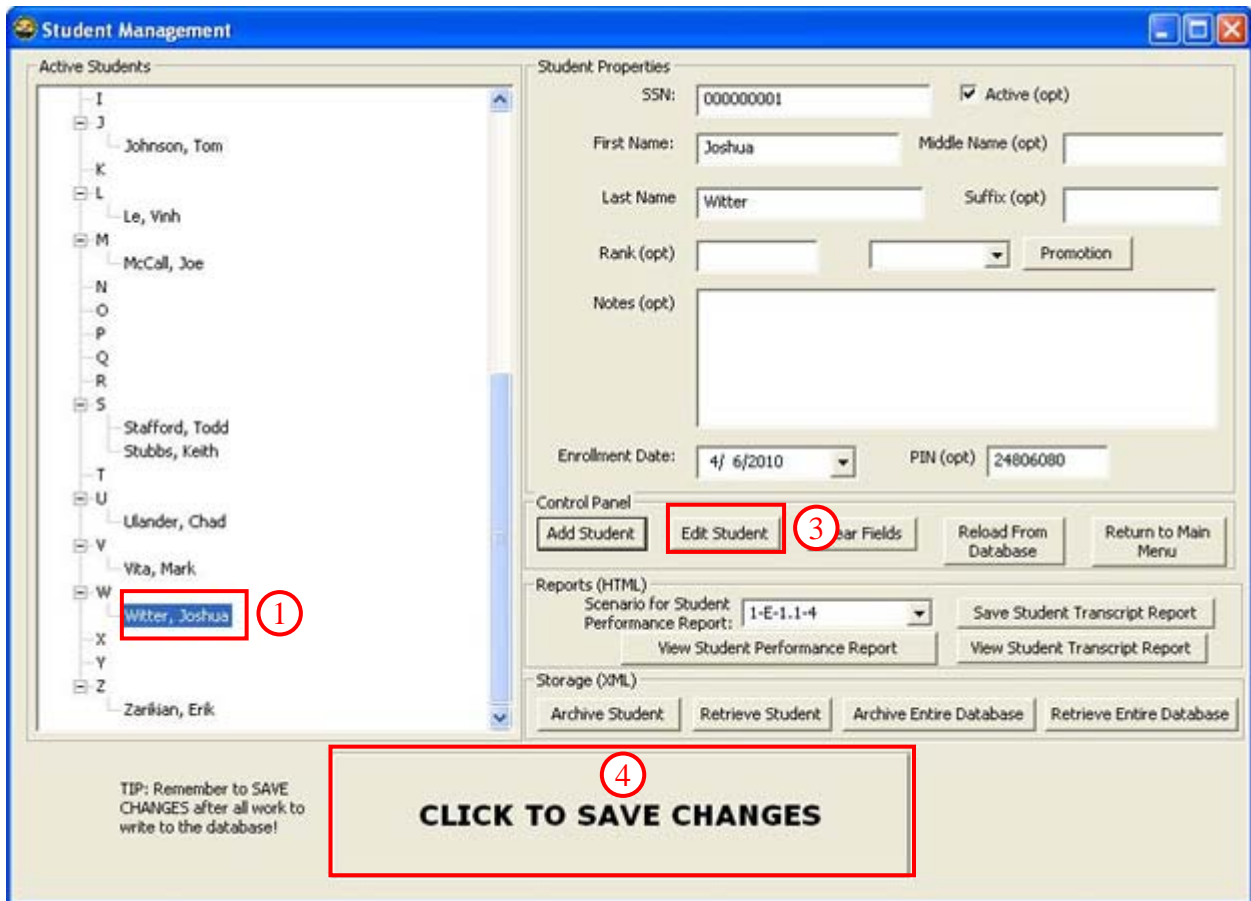 Student Management
Active Students
I
J
Johnson, Tom
K
L
Le, Vinh
M
McCall, Joe
N
O
P
Q
R
S
Stafford, Todd
Stubbs, Keith
T
U
Ulander, Chad
V
Vita, Mark
W
Witter, Joshua
1
X
Y
Z
Zarikian, Erik
Student Properties
SSN: 000000001 Active (opt)
First Name: Joshua Middle Name (opt)
Last Name Witter Suffix (opt)
Rank (opt) Promotion
Notes (opt)
Enrollment Date: 4/ 6/2010 PIN (opt) 24806080
Control Panel
Add Student Edit Student 3 ear Fields Reload From Database Return to Main Menu
Reports (HTML)
Scenario for Student
Performance Report: 1-E-1.1-4 Save Student Transcript Report
View Student Performance Report View Student Transcript Report
Storage (XML)
Archive Student Retrieve Student Archive Entire Database Retrieve Entire Database
TIP: Remember to SAVE
CHANGES after all work to
write to the database!
4
CLICK TO SAVE CHANGES